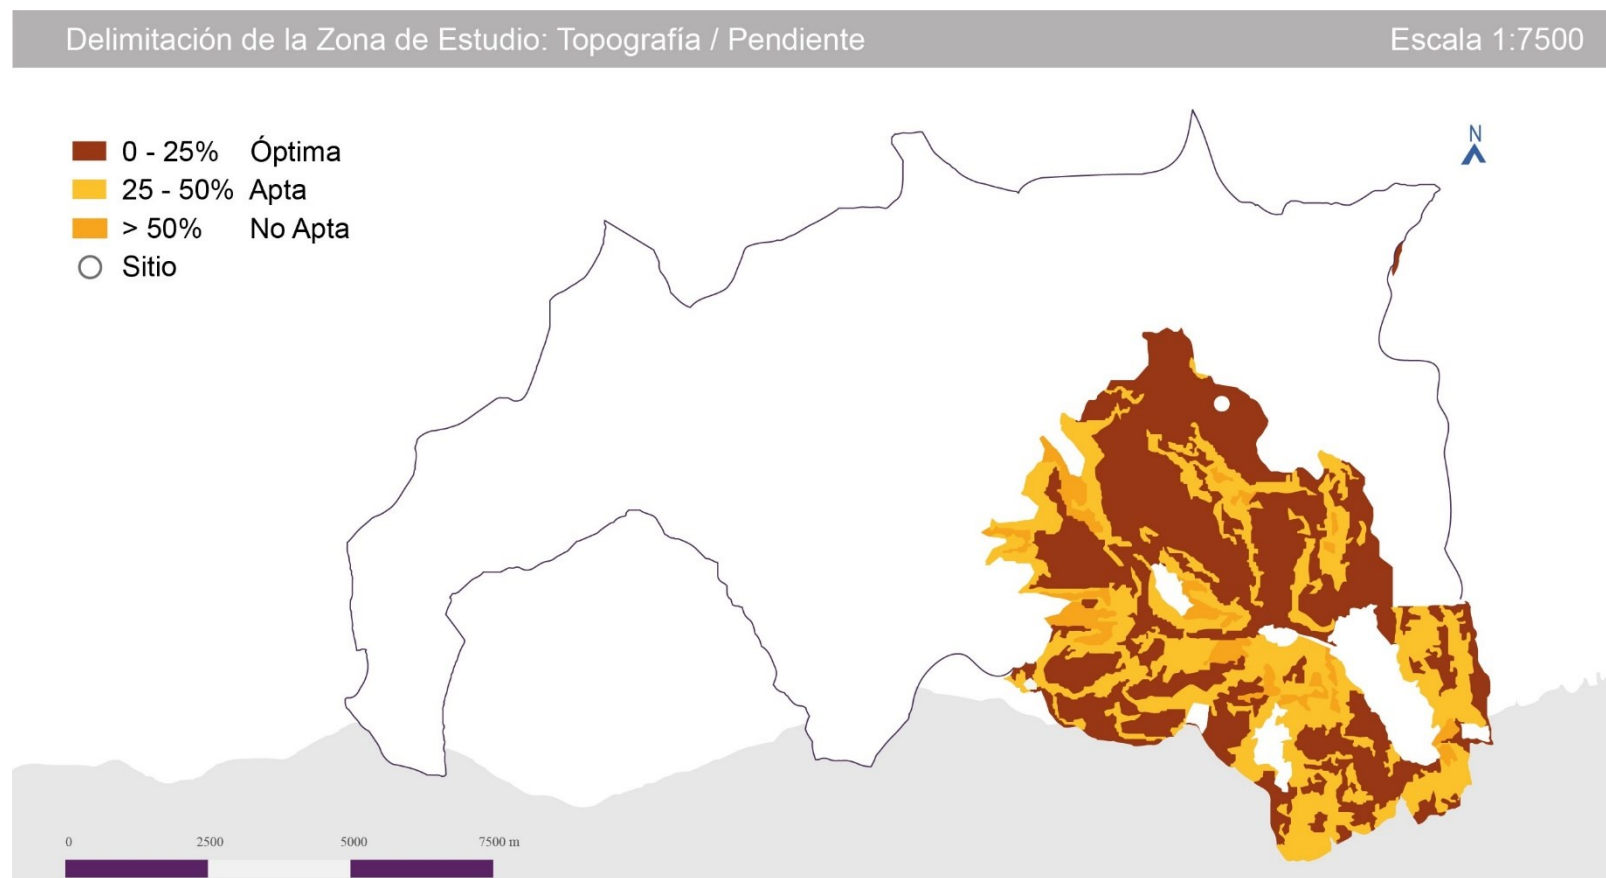 Delimitación de la Zona de Estudio: Topografía / Pendiente Escala 1:7500
N
0 - 25% Óptima
25 - 50% Apta
> 50% No Apta
Sitio
0 2500 5000 7500 m